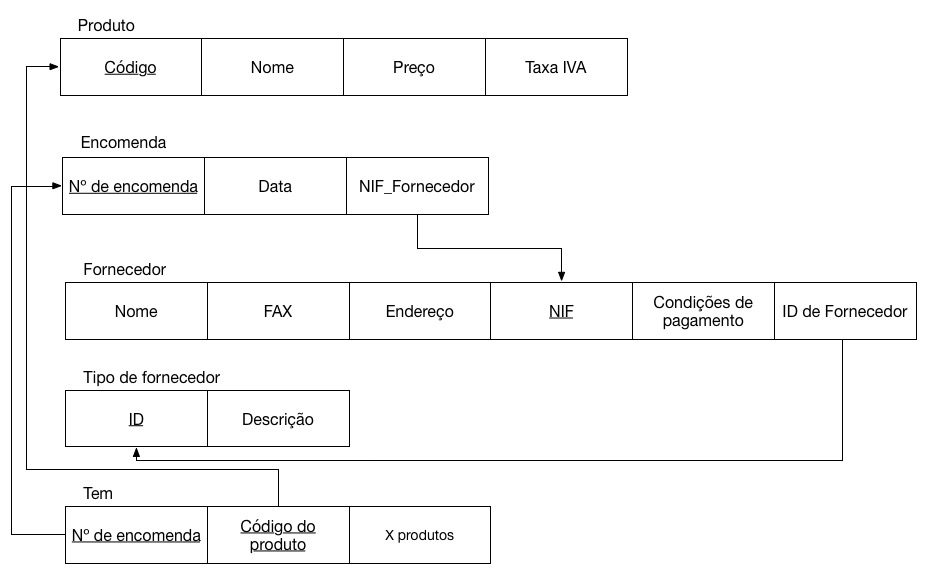 Produto
Código Nome Preço Taxa IVA
Encomenda
Nº de encomenda Data NIF_Fornecedor
Fornecedor
Nome FAX Endereço NIF Condições de pagamento ID de Fornecedor
Tipo de fornecedor
ID Descrição
Tem
Nº de encomenda Código do produto X produtos